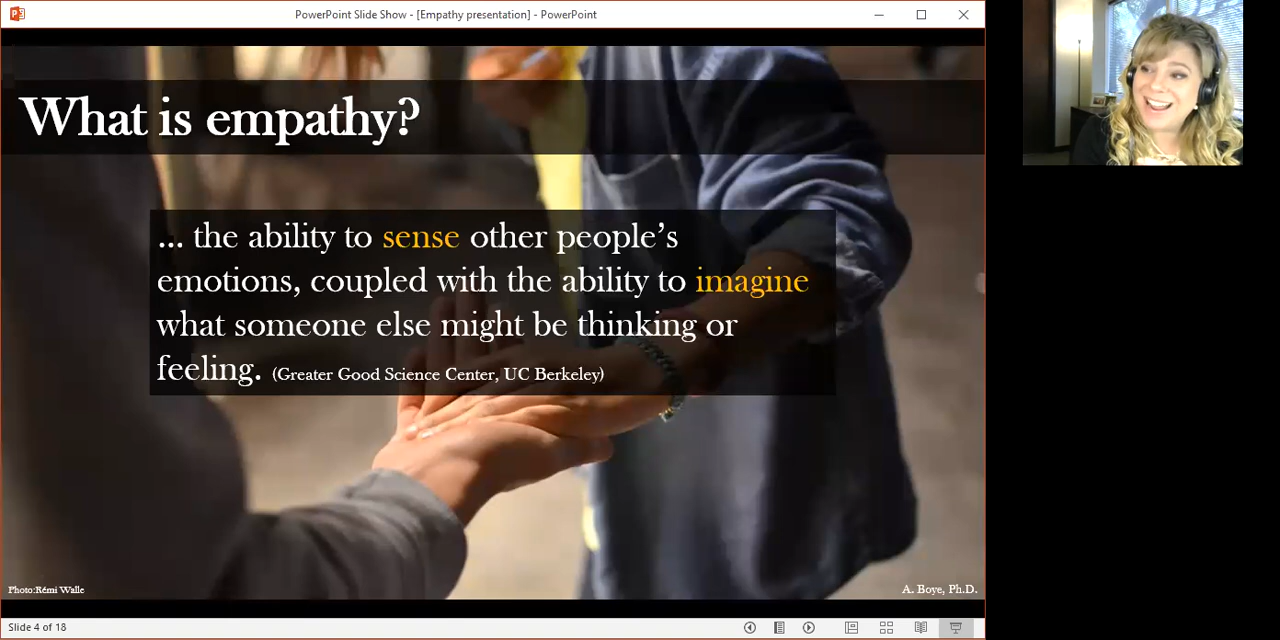 PowerPoint Slide Show - [Empathy presentation] - PowerPoint
What is empathy?
... the ability to sense other people's
emotions, coupled with the ability to imagine
what someone else might be thinking or
feeling. (Greater Good Science Center, UC Berkeley)
Photo:Rémi Walle
A. Boye, Ph.D.
Slide 4 of 18